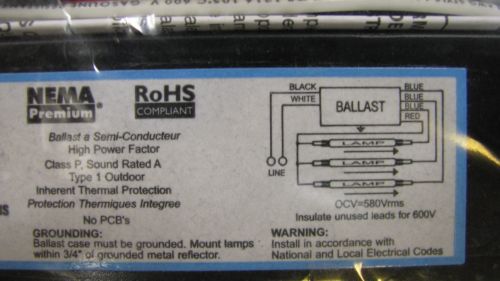 NEMA
Premium®
RoHS
COMPLIANT
Ballast a Semi-Conducteur
High Power Factor
Class P, Sound Rated A
Type 1 Outdoor
Inherent Thermal Protection
Protection Thermiques Integree
No PCB's
GROUNDING:
Ballast case must be grounded. Mount lamps
within 3/4" of grounded metal reflector.
BLACK
WHITE
BALLAST
BLUE
BLUE
BLUE
RED
LINE
LAMP
LAMP
LAMP
OCV=580Vrms
Insulate unused leads for 600V
WARNING:
Install in accordance with
National and Local Electrical Codes